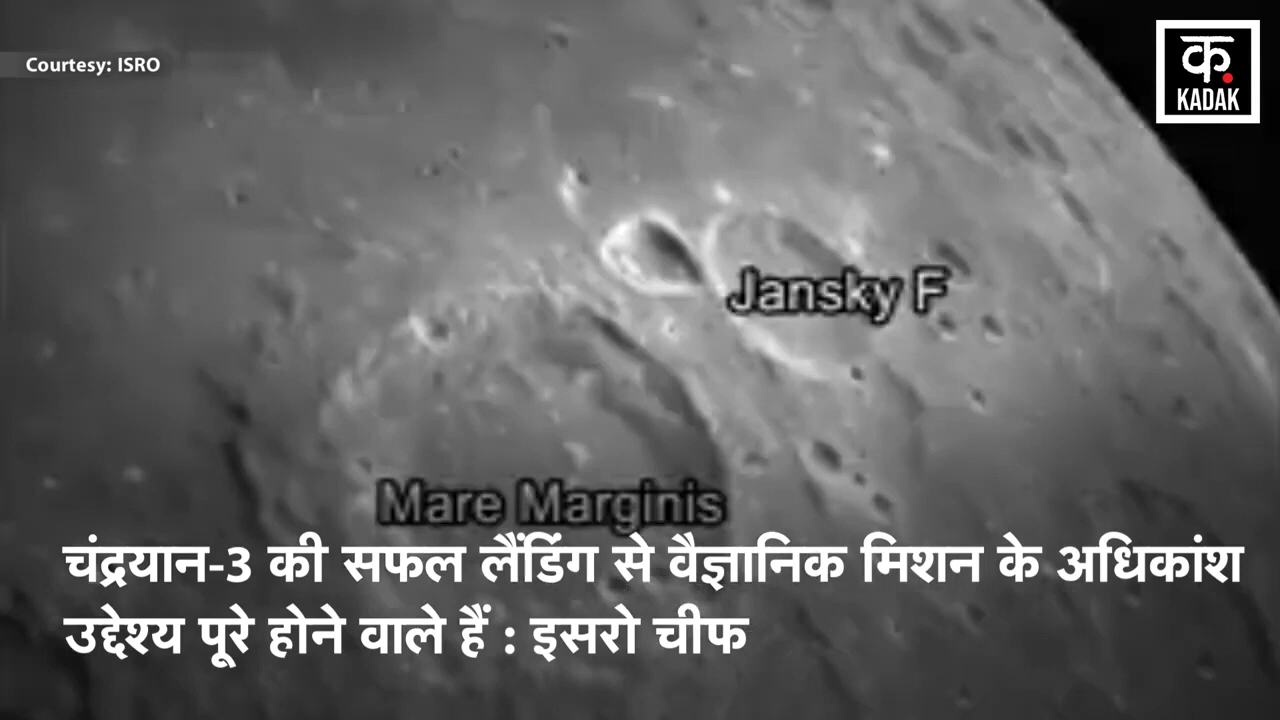 Courtesy: ISRO
क.
KADAK
Jansky F
Mare Marginis
चंद्रयान-3 की सफल लैंडिंग से वैज्ञानिक मिशन के अधिकांश
उद्देश्य पूरे होने वाले हैं : इसरो चीफ